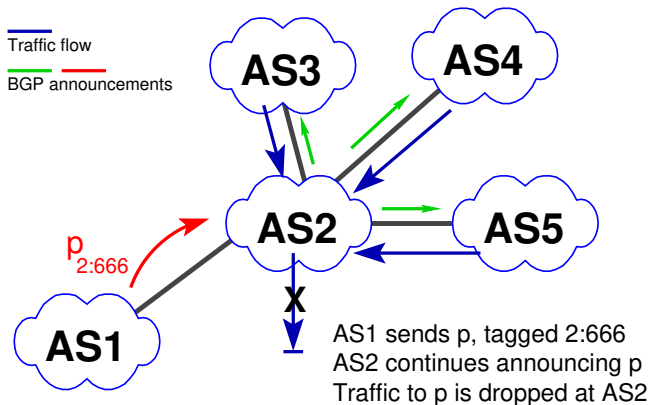 Traffic flow
BGP announcements
AS3
AS4
AS2
AS5
p 2:666
X
AS1
AS1 sends p, tagged 2:666
AS2 continues announcing p
Traffic to p is dropped at AS2